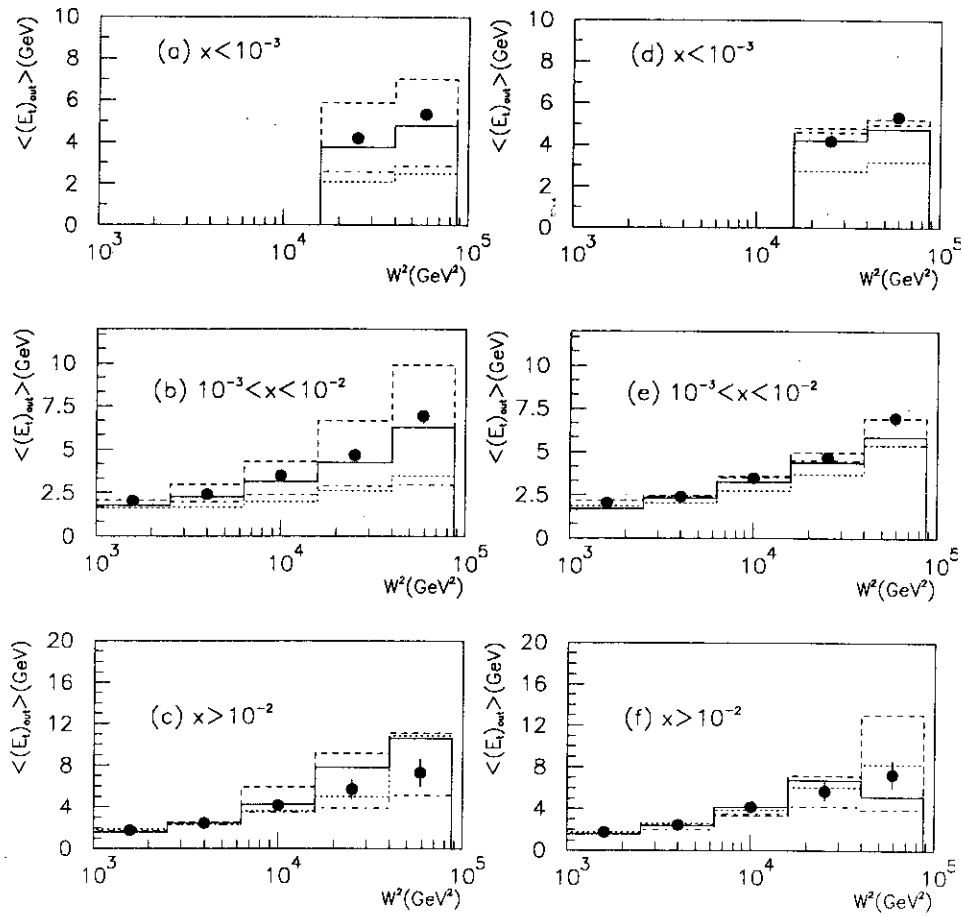 <(E_t)_out>(GeV)
10
8
6
4
2
0
(a) x<10^-3
10^3
10^4
10^5
W^2(GeV^2)
<(E_t)_out>(GeV)
10
8
6
4
2
0
(d) x<10^-3
10^3
10^4
10^5
W^2(GeV^2)
<(E_t)_out>(GeV)
10
7.5
5
2.5
0
(b) 10^-3<x<10^-2
10^3
10^4
10^5
W^2(GeV^2)
<(E_t)_out>(GeV)
10
7.5
5
2.5
0
(e) 10^-3<x<10^-2
10^3
10^4
10^5
W^2(GeV^2)
<(E_t)_out>(GeV)
20
16
12
8
4
0
(c) x>10^-2
10^3
10^4
10^5
W^2(GeV^2)
<(E_t)_out>(GeV)
20
16
12
8
4
0
(f) x>10^-2
10^3
10^4
10^5
W^2(GeV^2)